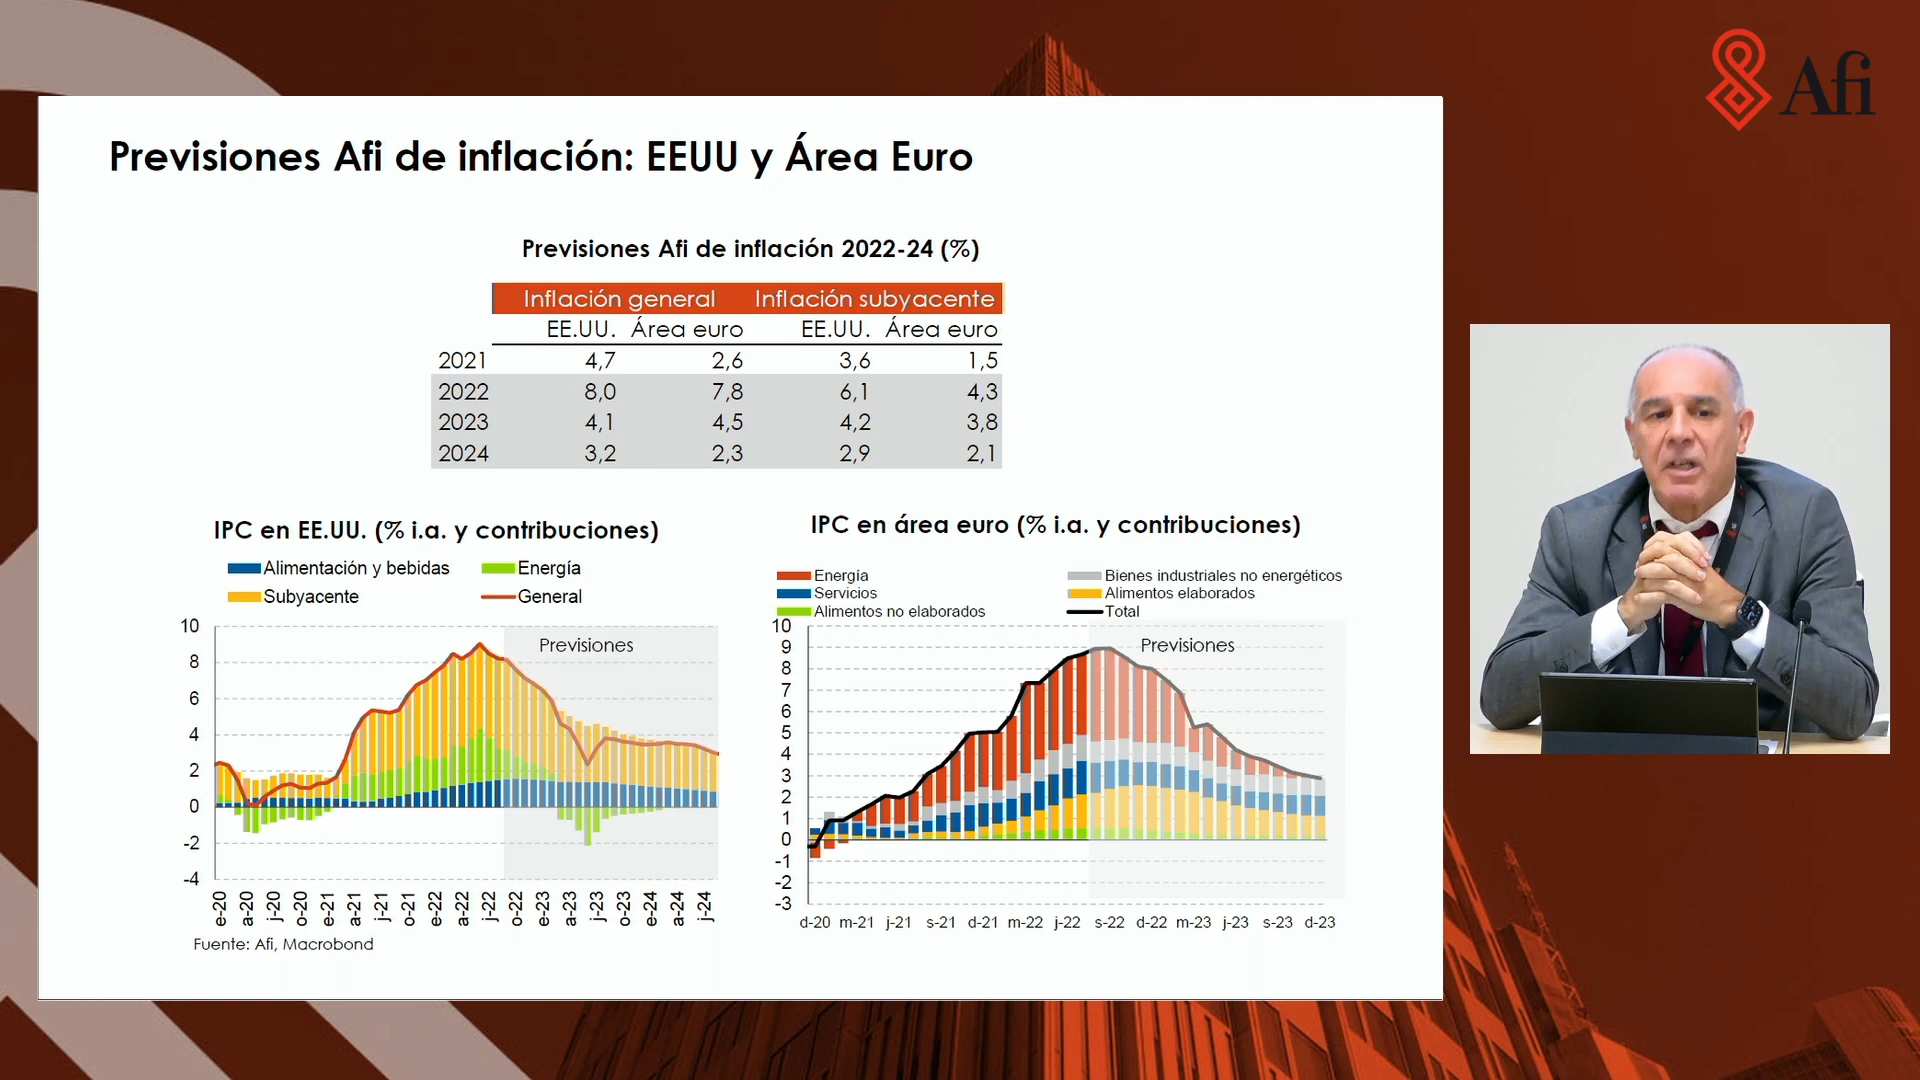 Afi
Previsiones Afi de inflación: EEUU y Área Euro
Previsiones Afi de inflación 2022-24 (%)
Inflación general Inflación subyacente
EE.UU. Área euro EE.UU. Área euro
2021 4,7 2,6 3,6 1,5
2022 8,0 7,8 6,1 4,3
2023 4,1 4,5 4,2 3,8
2024 3,2 2,3 2,9 2,1
IPC en EE.UU. (% i.a. y contribuciones)
Alimentación y bebidas Energía
Subyacente General
Previsiones
10
8
6
4
2
0
-2
-4
e-20 a-20 j-20 o-20 e-21 a-21 j-21 o-21 e-22 a-22 j-22 o-22 e-23 a-23 j-23 o-23 e-24 a-24 j-24
Fuente: Afi, Macrobond
IPC en área euro (% i.a. y contribuciones)
Energía Bienes industriales no energéticos
Servicios Alimentos elaborados
Alimentos no elaborados Total
Previsiones
10
9
8
7
6
5
4
3
2
1
0
-1
-2
-3
d-20 m-21 j-21 s-21 d-21 m-22 j-22 s-22 d-22 m-23 j-23 s-23 d-23